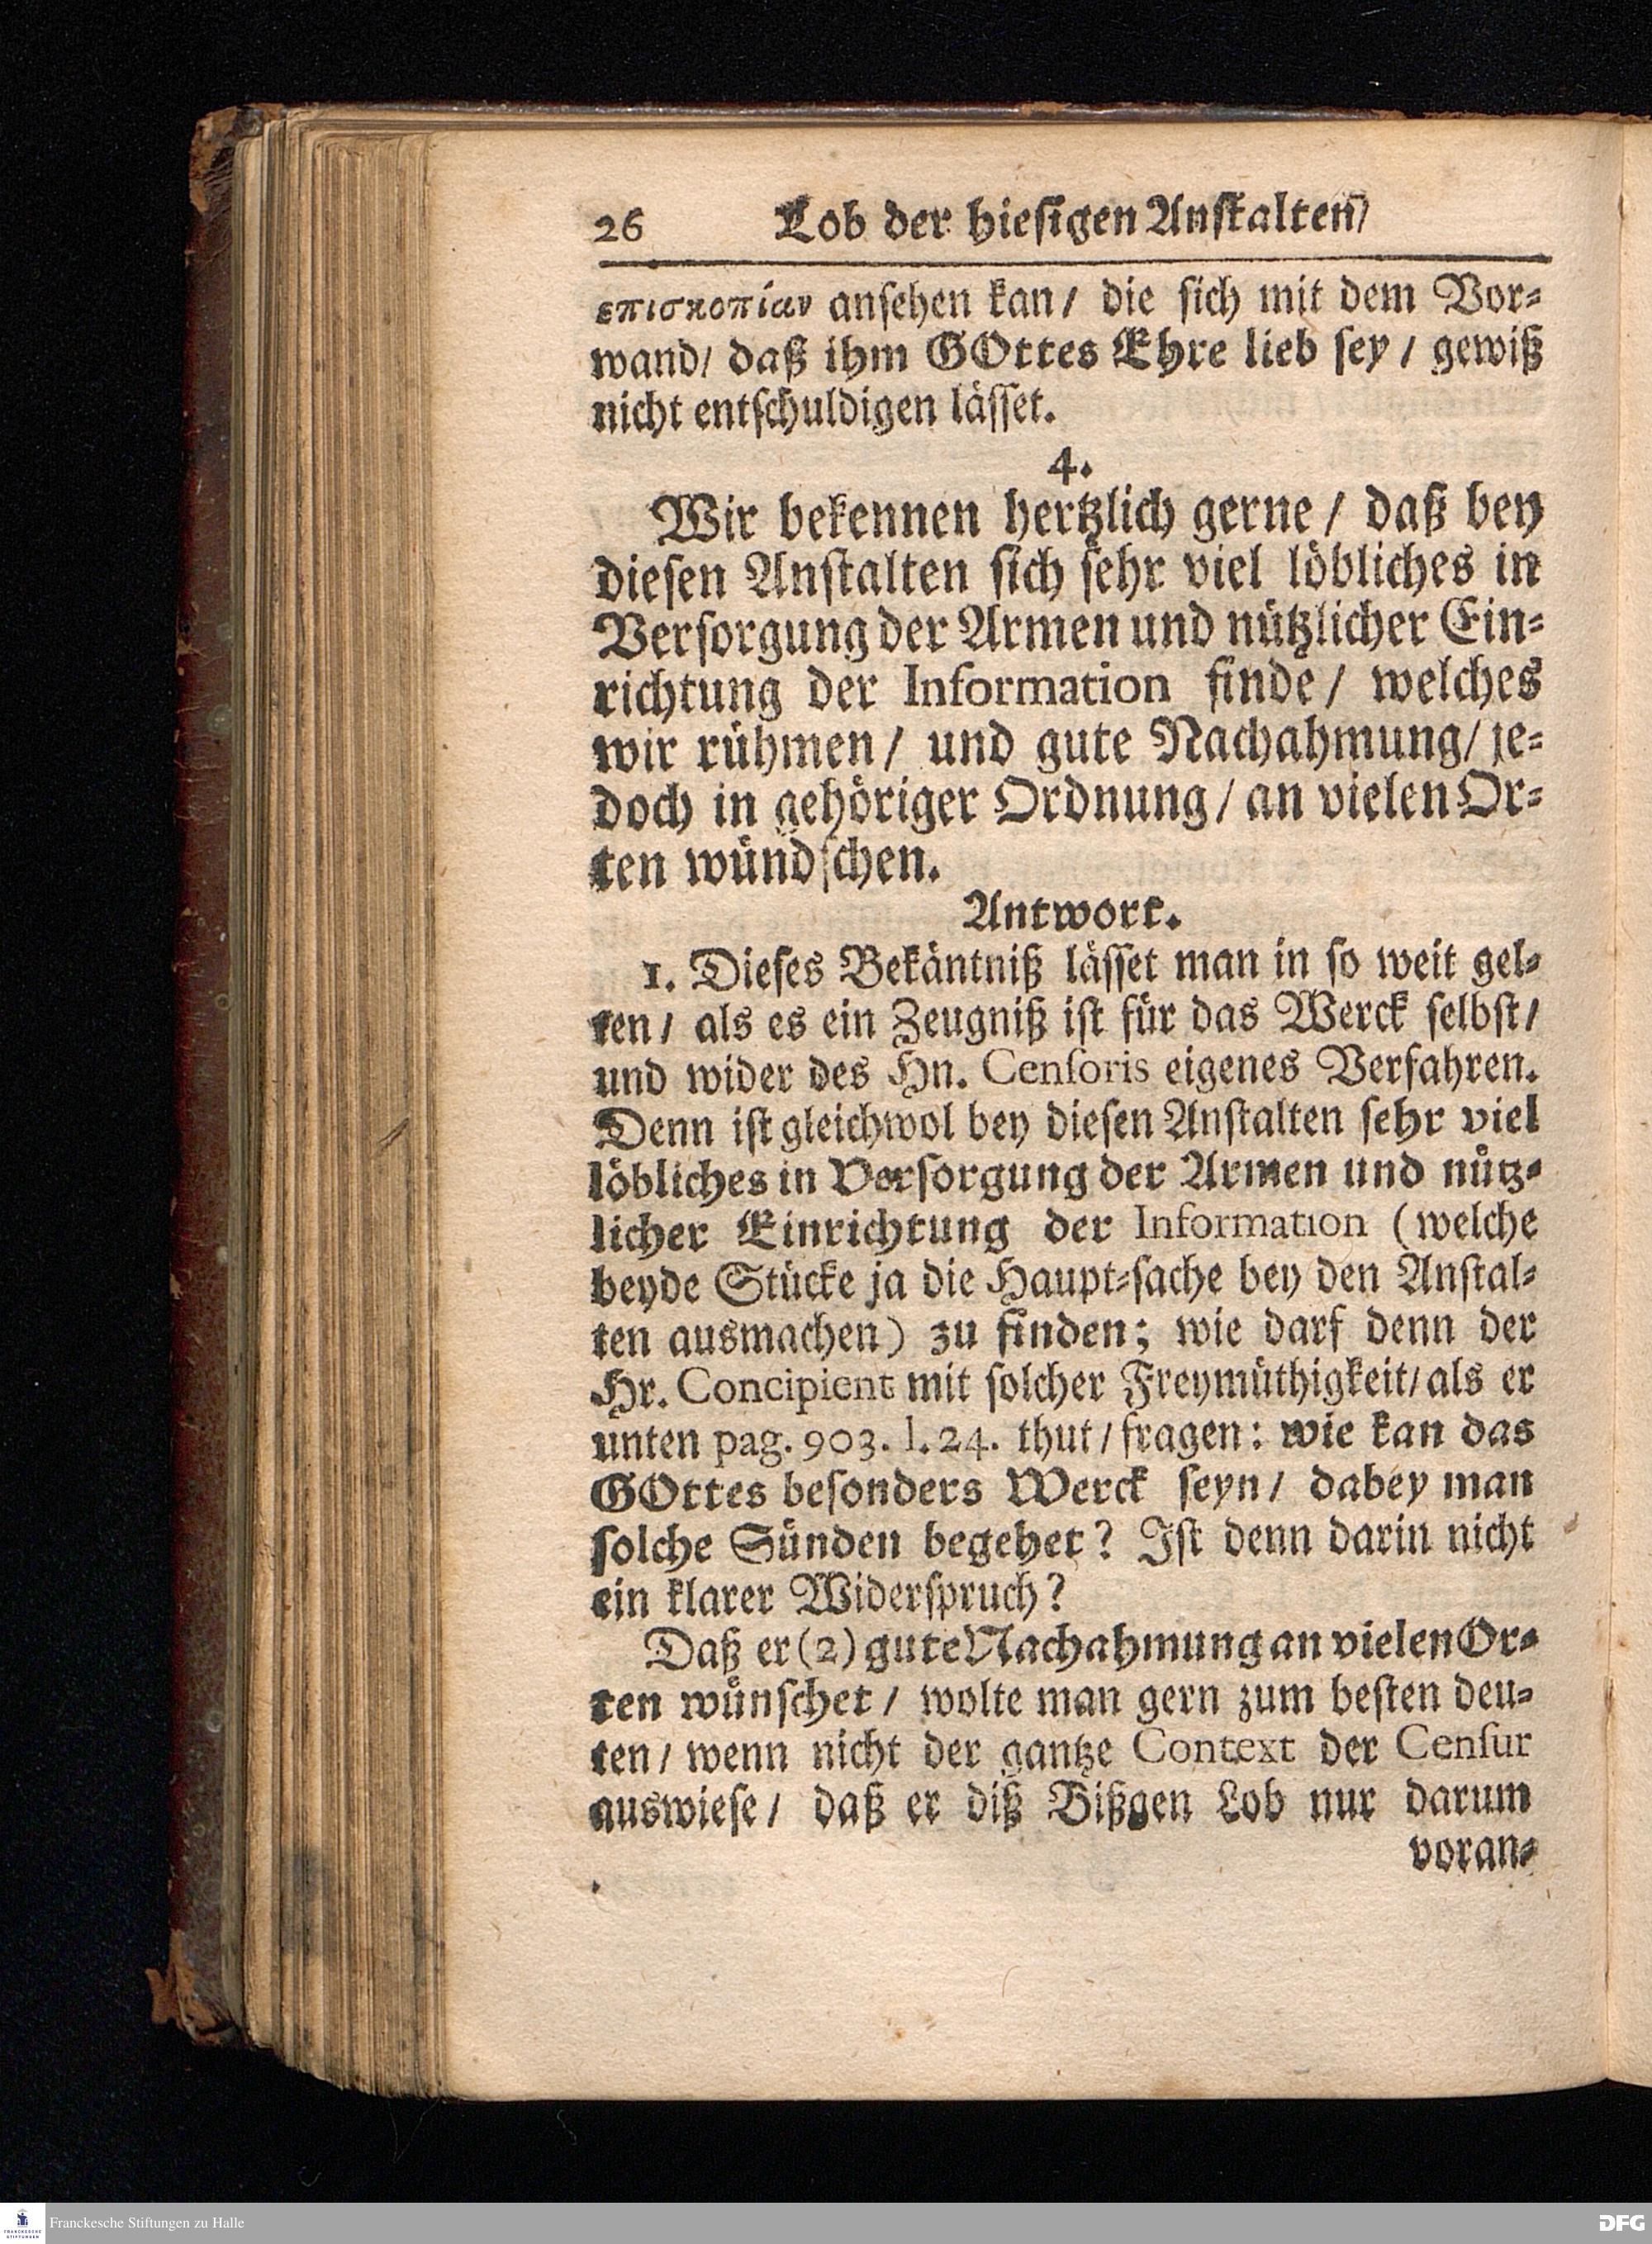 26 Lob der hiesigen Anstalten/
επισκοπίαν ansehen kan/ die sich mit dem Vor-
wand/ daß ihm GOttes Ehre lieb sey / gewiß
nicht entschuldigen lässet.
4.
Wir bekennen hertzlich gerne / daß bey
diesen Anstalten sich sehr viel löbliches in
Versorgung der Armen und nützlicher Ein-
richtung der Information finde / welches
wir rühmen / und gute Nachahmung/ je-
doch in gehöriger Ordnung / an vielen Or-
ten wündschen.
Antwort.
1. Dieses Bekäntniß lässet man in so weit gel-
ten / als es ein Zeugniß ist für das Werck selbst/
und wider des Hn. Censoris eigenes Verfahren.
Denn ist gleichwol bey diesen Anstalten sehr viel
löbliches in Versorgung der Armen und nütz-
licher Einrichtung der Information (welche
beyde Stücke ja die Haupt-sache bey den Anstal-
ten ausmachen) zu finden; wie darf denn der
Hr. Concipient mit solcher Freymüthigkeit/ als er
unten pag. 903. l. 24. thut / fragen: wie kan das
GOttes besonders Werck seyn / dabey man
solche Sünden begehet? Ist denn darin nicht
ein klarer Widerspruch?
Daß er (2) gute Nachahmung an vielen Or-
ten wünschet / wolte man gern zum besten deu-
ten / wenn nicht der gantze Context der Censur
auswiese / daß er diß Bißgen Lob nur darum
voran-
FRANCKESCHE
STIFTUNGEN
Franckesche Stiftungen zu Halle
DFG